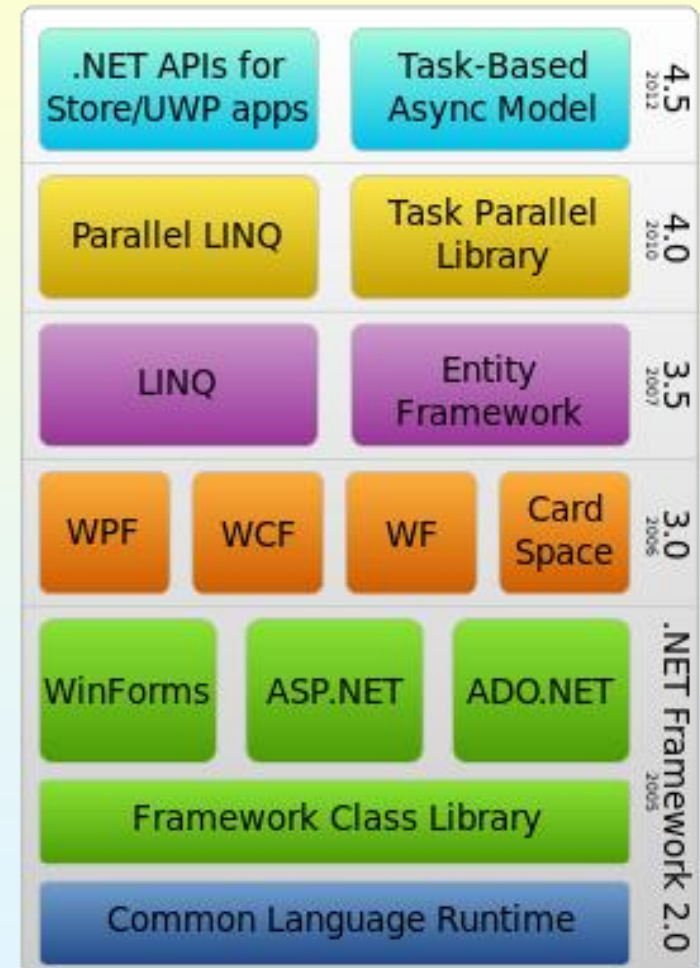 .NET APIs for
Store/UWP apps
Task-Based
Async Model
4.5
2012
Parallel LINQ
Task Parallel
Library
4.0
2010
LINQ
Entity
Framework
3.5
2007
WPF
WCF
WF
Card
Space
3.0
2006
WinForms
ASP.NET
ADO.NET
Framework Class Library
Common Language Runtime
.NET Framework 2.0
2005